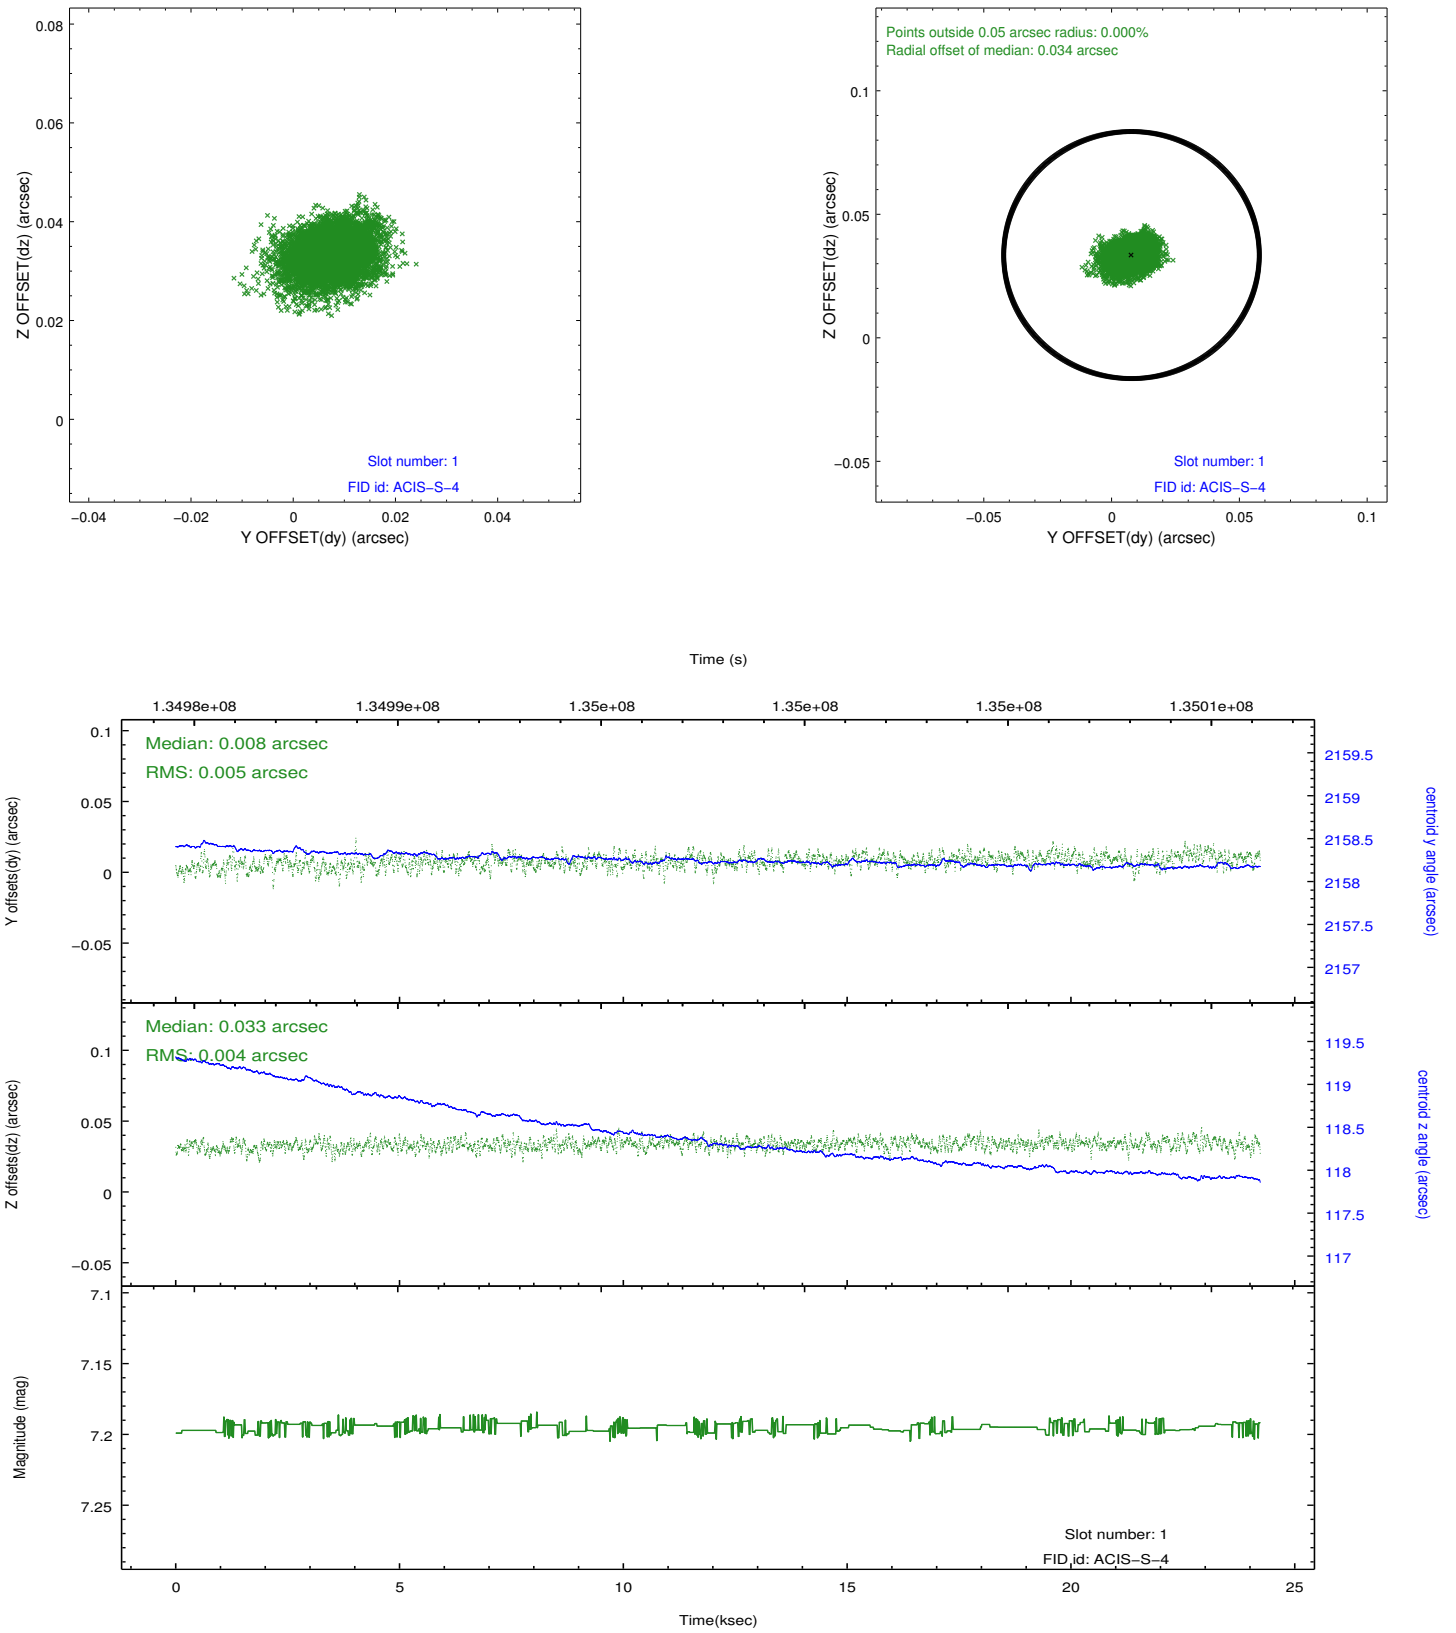 0.08
0.06
0.04
0.02
0
Z OFFSET(dz) (arcsec)
Slot number: 1
FID id: ACIS−S−4
−0.04
−0.02
0
0.02
0.04
Y OFFSET(dy) (arcsec)
Points outside 0.05 arcsec radius: 0.000%
Radial offset of median: 0.034 arcsec
0.1
0.05
0
−0.05
Z OFFSET(dz) (arcsec)
Slot number: 1
FID id: ACIS−S−4
−0.05
0
0.05
0.1
Y OFFSET(dy) (arcsec)
Time (s)
1.3498e+08
1.3499e+08
1.35e+08
1.35e+08
1.35e+08
1.3501e+08
Median: 0.008 arcsec
RMS: 0.005 arcsec
0.1
0.05
0
−0.05
Y offsets(dy) (arcsec)
2159.5
2159
2158.5
2158
2157.5
2157
centroid y angle (arcsec)
Median: 0.033 arcsec
RMS: 0.004 arcsec
0.1
0.05
0
−0.05
Z offsets(dz) (arcsec)
119.5
119
118.5
118
117.5
117
centroid z angle (arcsec)
7.1
7.15
7.2
7.25
Magnitude (mag)
Slot number: 1
FID id: ACIS−S−4
0
5
10
15
20
25
Time(ksec)